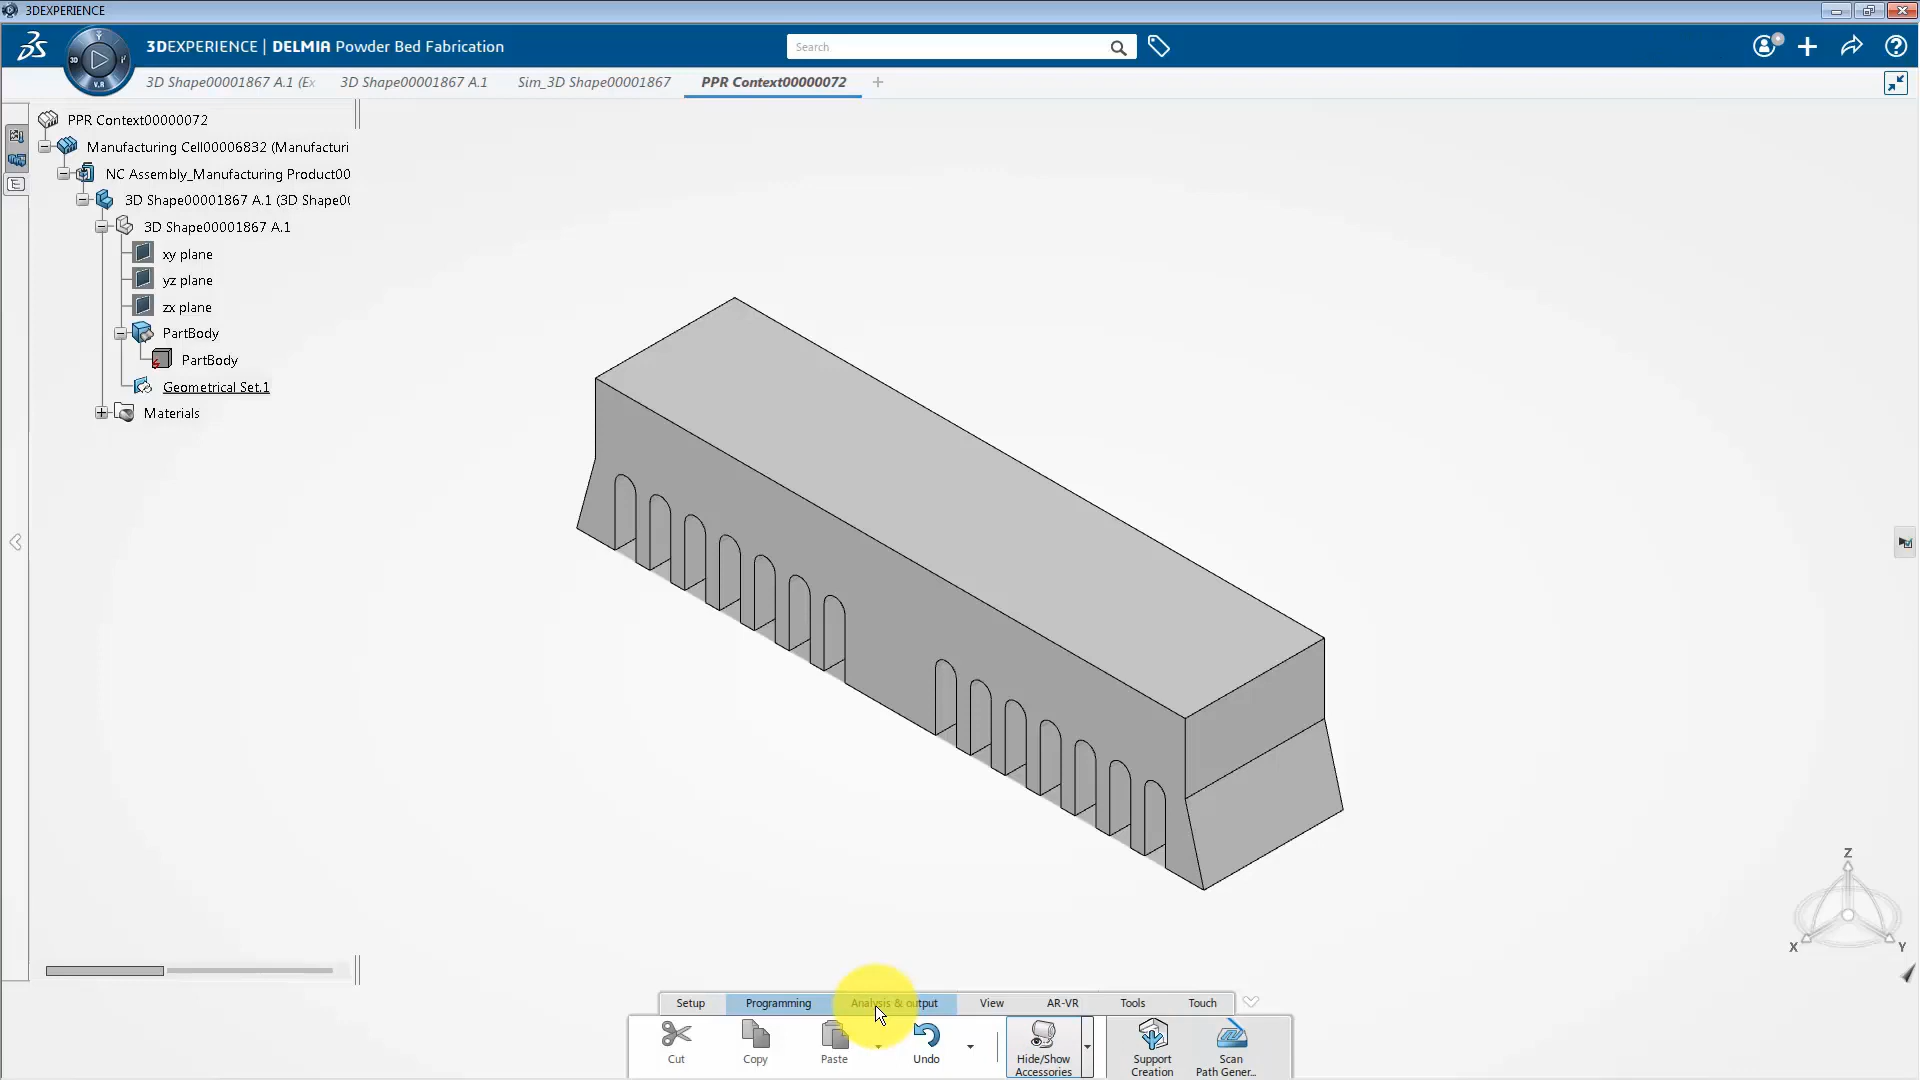 3DEXPERIENCE
3DEXPERIENCE | DELMIA Powder Bed Fabrication
Search
3D Shape00001867 A.1 (Ex
3D Shape00001867 A.1
Sim_3D Shape00001867
PPR Context00000072
PPR Context00000072
Manufacturing Cell00006832 (Manufacturi
NC Assembly_Manufacturing Product00
3D Shape00001867 A.1 (3D Shape0(
3D Shape00001867 A.1
xy plane
yz plane
zx plane
PartBody
PartBody
Geometrical Set.1
Materials
Z
X
Y
Setup
Programming
Analysis & output
View
AR-VR
Tools
Touch
Cut
Copy
Paste
Undo
Hide/Show
Accessories
Support
Creation
Scan
Path Gener...